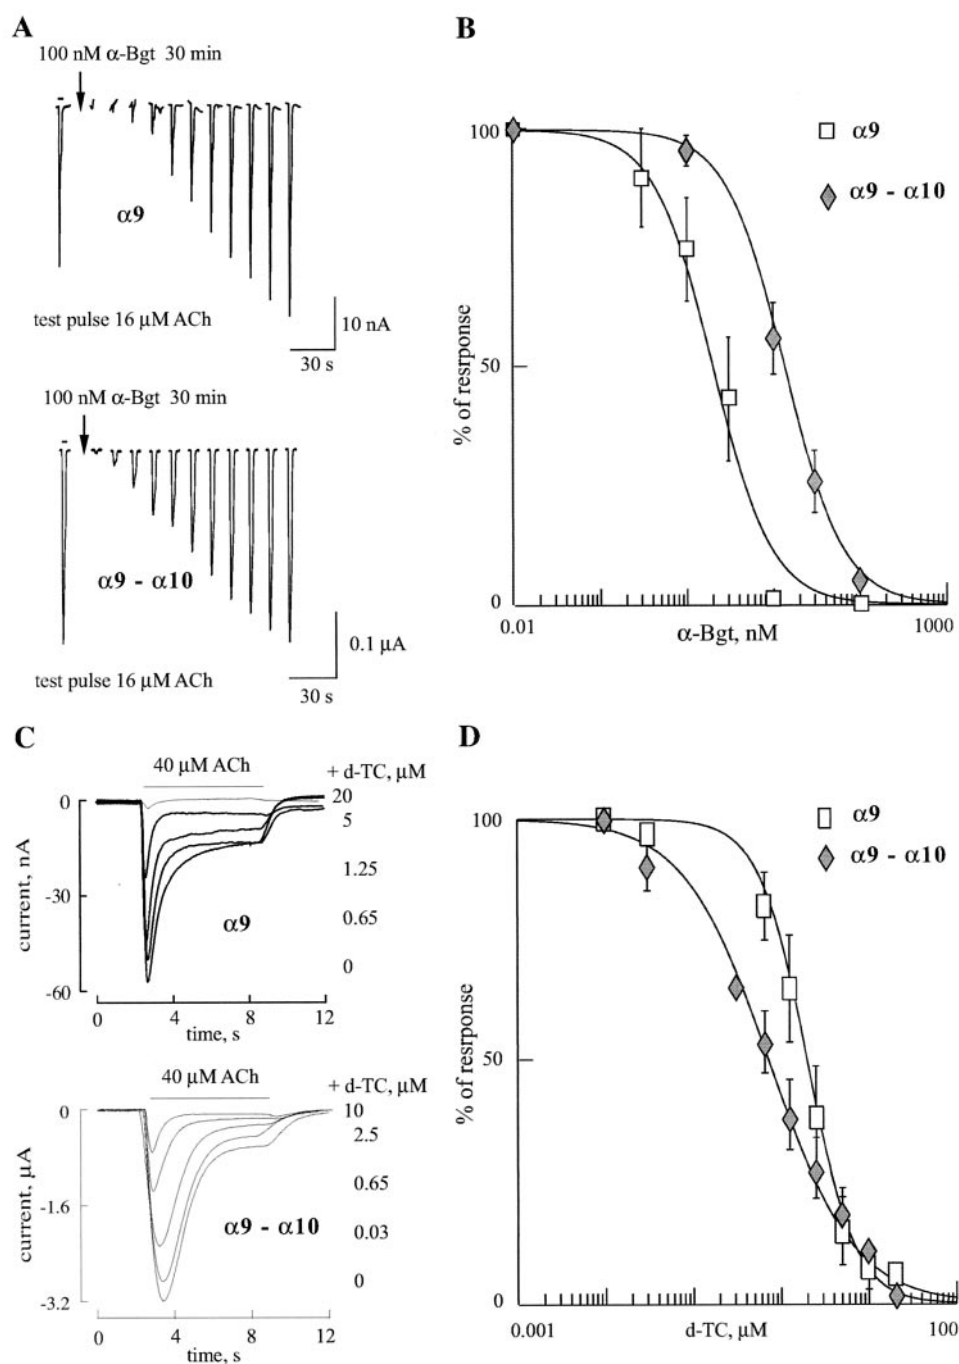 A
100 nM α-Bgt 30 min
α9
test pulse 16 µM ACh
10 nA
30 s
100 nM α-Bgt 30 min
α9 - α10
0.1 µA
test pulse 16 µM ACh
30 s
B
100
50
0
% of resrponse
α9
α9 - α10
0.01
α-Bgt, nM
1000
C
40 µM ACh
+ d-TC, µM
20
5
1.25
0.65
0
0
-30
-60
current, nA
α9
0
4
8
12
time, s
40 µM ACh
+ d-TC, µM
10
2.5
0.65
0.03
0
0
-1.6
-3.2
current, µA
α9 - α10
0
4
8
12
time, s
D
100
50
0
% of resrponse
α9
α9 - α10
0.001
d-TC, µM
100